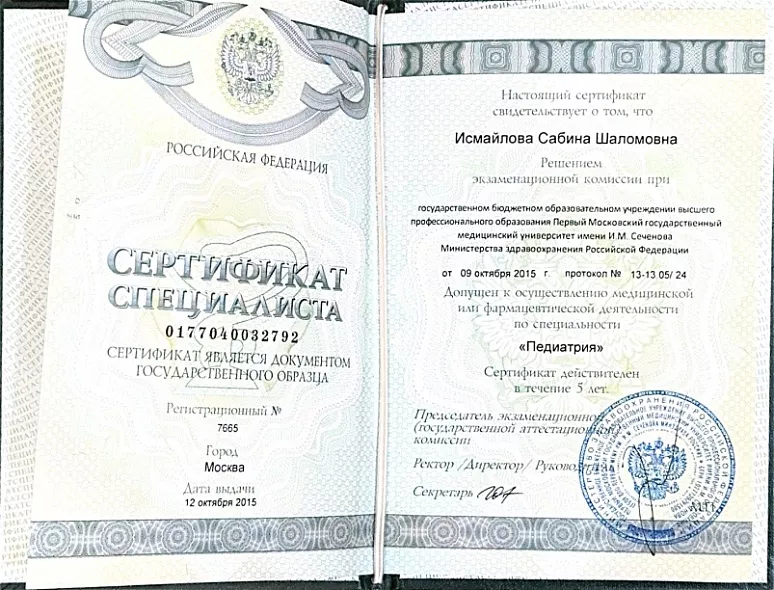 РОССИЙСКАЯ ФЕДЕРАЦИЯ
СЕРТИФИКАТ
СПЕЦИАЛИСТА
0177040032792
СЕРТИФИКАТ ЯВЛЯЕТСЯ ДОКУМЕНТОМ
ГОСУДАРСТВЕННОГО ОБРАЗЦА
Регистрационный №
7665
Город
Москва
Дата выдачи
12 октября 2015
Настоящий сертификат
свидетельствует о том, что
Исмайлова Сабина Шаломовна
Решением
экзаменационной комиссии при
государственном бюджетном образовательном учреждении высшего
профессионального образования Первый Московский государственный
медицинский университет имени И.М. Сеченова
Министерства здравоохранения Российской Федерации
от 09 октября 2015 г. протокол № 13-13 05/ 24
Допущен к осуществлению медицинской
или фармацевтической деятельности
по специальности
«Педиатрия»
Сертификат действителен
в течение 5 лет.
Председатель экзаменационной
(государственной аттестационной)
комиссии
Ректор /Директор/ Руководитель
Секретарь